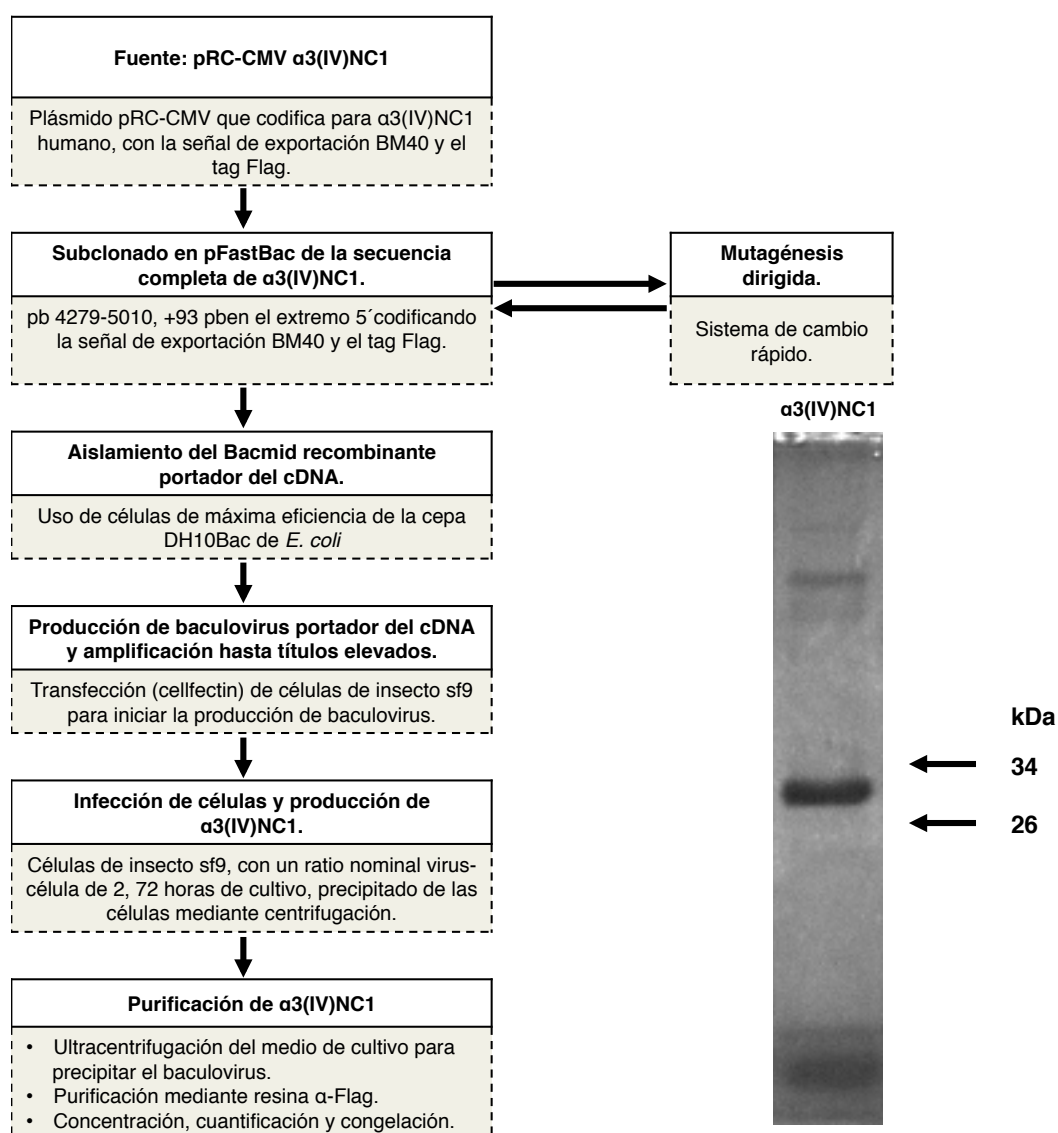 Fuente: pRC-CMV α3(IV)NC1
Plásmido pRC-CMV que codifica para α3(IV)NC1
humano, con la señal de exportación BM40 y el
tag Flag.
Subclonado en pFastBac de la secuencia
completa de α3(IV)NC1.
pb 4279-5010, +93 pben el extremo 5´codificando
la señal de exportación BM40 y el tag Flag.
Mutagénesis
dirigida.
Sistema de cambio
rápido.
Aislamiento del Bacmid recombinante
portador del cDNA.
Uso de células de máxima eficiencia de la cepa
DH10Bac de E. coli
Producción de baculovirus portador del cDNA
y amplificación hasta títulos elevados.
Transfección (cellfectin) de células de insecto sf9
para iniciar la producción de baculovirus.
Infección de células y producción de
α3(IV)NC1.
Células de insecto sf9, con un ratio nominal virus-
célula de 2, 72 horas de cultivo, precipitado de las
células mediante centrifugación.
Purificación de α3(IV)NC1
• Ultracentrifugación del medio de cultivo para
precipitar el baculovirus.
• Purificación mediante resina α-Flag.
• Concentración, cuantificación y congelación.
α3(IV)NC1
kDa
34
26